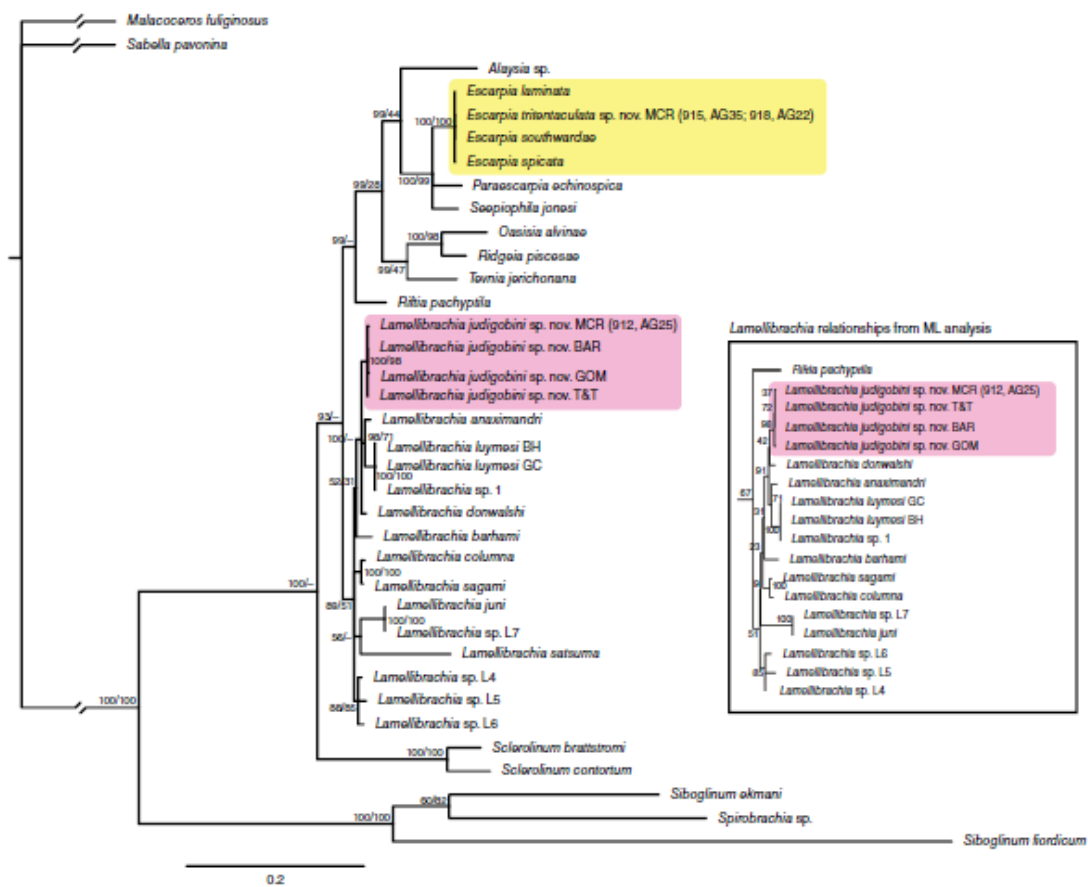 Malacoceros fuliginosus
Sabella pavonina
Alaysia sp.
99/44
Escarpia laminata
Escarpia tritentaculata sp. nov. MCR (915, AG35; 918, AG22)
100/100
Escarpia southwardae
Escarpia spicata
100/99
Paraescarpia echinospica
99/28
Seepiophila jonesi
Oasisia alvinae
100/98
99/–
Ridgeia piscesae
99/47
Tevnia jerichonana
Riftia pachyptila
Lamellibrachia judigobini sp. nov. MCR (912, AG25)
Lamellibrachia judigobini sp. nov. BAR
100/98
Lamellibrachia judigobini sp. nov. GOM
Lamellibrachia judigobini sp. nov. T&T
93/–
Lamellibrachia anaximandri
100/–
98/71
Lamellibrachia luymesi BH
Lamellibrachia luymesi GC
100/100
52/31
Lamellibrachia sp. 1
Lamellibrachia donwalshi
Lamellibrachia barhami
Lamellibrachia columna
100/100
100/–
Lamellibrachia sagami
89/51
Lamellibrachia juni
100/100
56/–
Lamellibrachia sp. L7
Lamellibrachia satsuma
Lamellibrachia sp. L4
Lamellibrachia sp. L5
88/85
Lamellibrachia sp. L6
100/100
Sclerolinum brattstromi
100/100
Sclerolinum contortum
Siboglinum ekmani
60/82
Spirobrachia sp.
100/100
Siboglinum fiordicum
0.2
Lamellibrachia relationships from ML analysis
Riftia pachyptila
37
Lamellibrachia judigobini sp. nov. MCR (912, AG25)
72
Lamellibrachia judigobini sp. nov. T&T
98
Lamellibrachia judigobini sp. nov. BAR
42
Lamellibrachia judigobini sp. nov. GOM
91
Lamellibrachia donwalshi
Lamellibrachia anaximandri
67
Lamellibrachia luymesi GC
31
Lamellibrachia luymesi BH
100
Lamellibrachia sp. 1
23
Lamellibrachia barhami
Lamellibrachia sagami
9
100
Lamellibrachia columna
100
Lamellibrachia sp. L7
51
Lamellibrachia juni
Lamellibrachia sp. L6
85
Lamellibrachia sp. L5
Lamellibrachia sp. L4